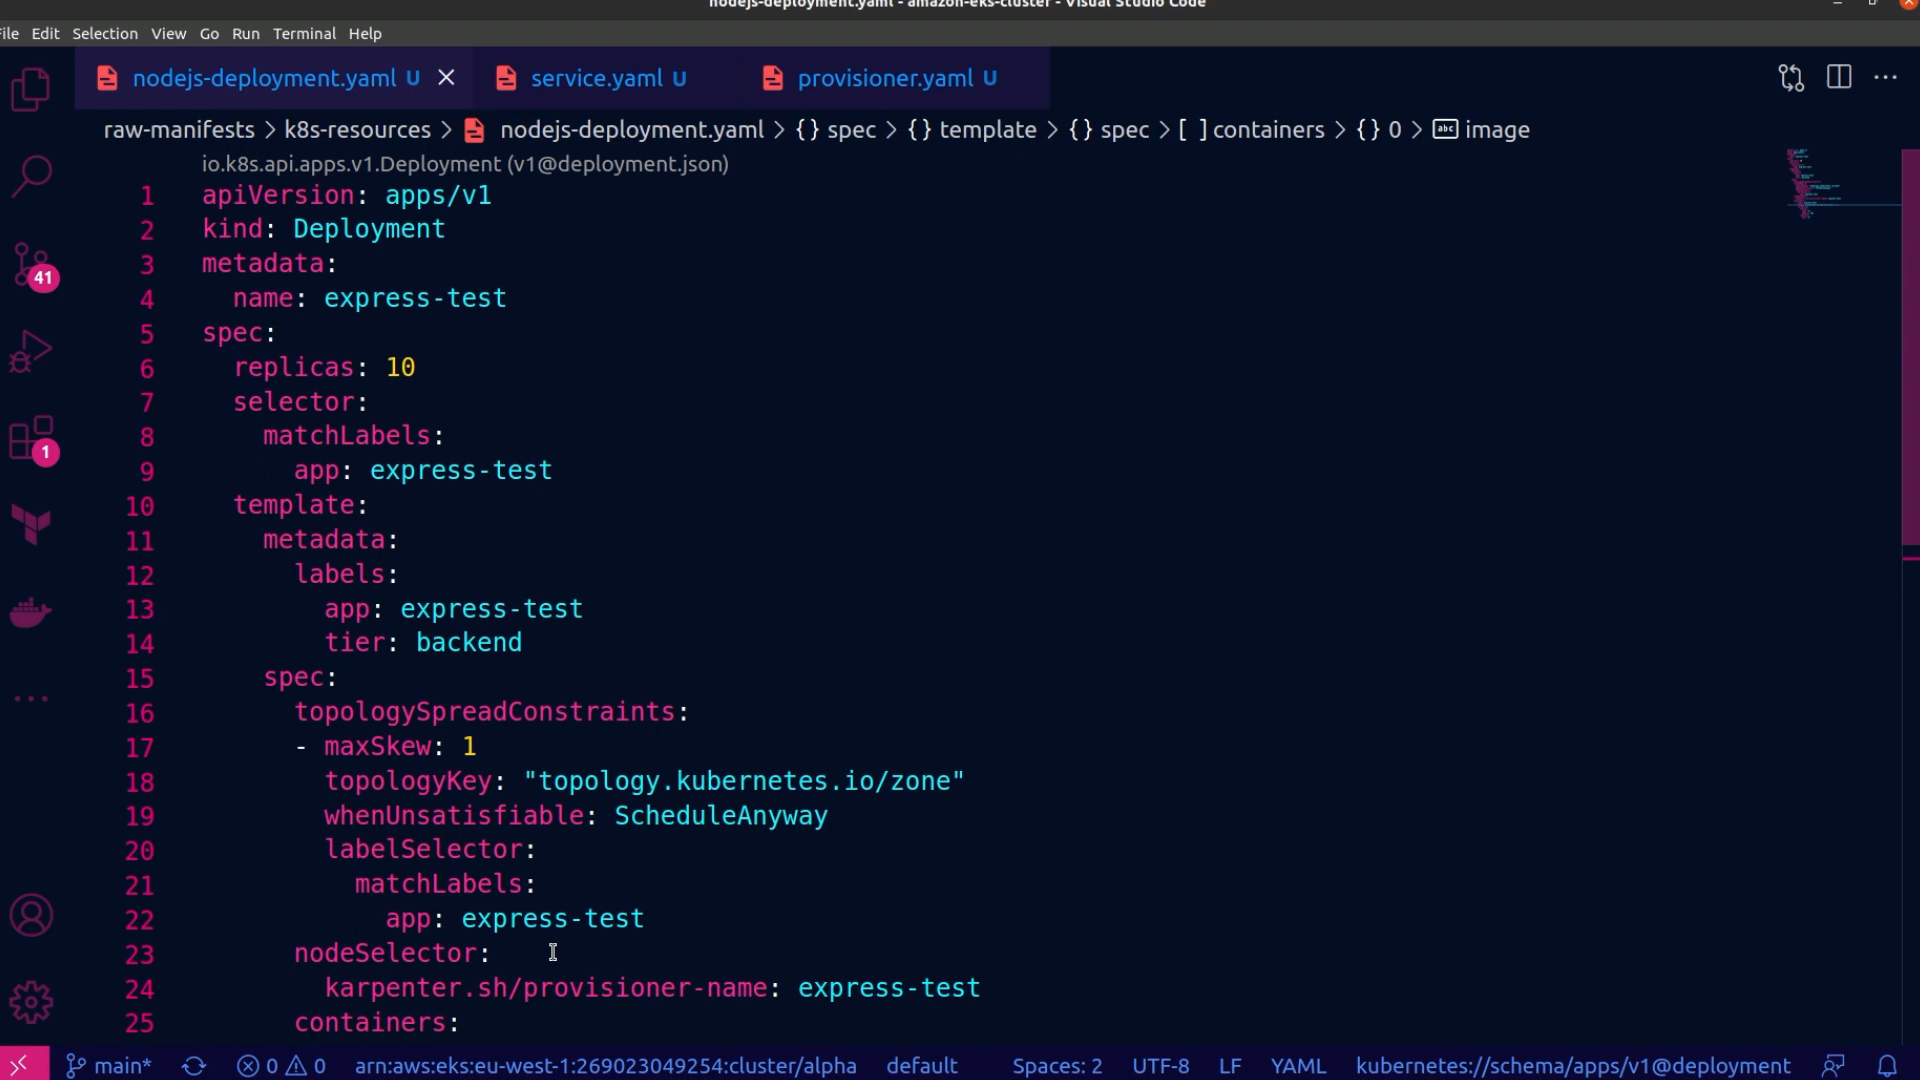 nodejs-deployment.yaml - amazon-eks-cluster - Visual Studio Code
File Edit Selection View Go Run Terminal Help
nodejs-deployment.yaml U service.yaml U provisioner.yaml U
raw-manifests > k8s-resources > nodejs-deployment.yaml > {} spec > {} template > {} spec > [ ] containers > {} 0 > abc image
io.k8s.api.apps.v1.Deployment (v1@deployment.json)
1 apiVersion: apps/v1
2 kind: Deployment
3 metadata:
4   name: express-test
5 spec:
6   replicas: 10
7   selector:
8     matchLabels:
9       app: express-test
10   template:
11     metadata:
12       labels:
13         app: express-test
14         tier: backend
15     spec:
16       topologySpreadConstraints:
17       - maxSkew: 1
18         topologyKey: "topology.kubernetes.io/zone"
19         whenUnsatisfiable: ScheduleAnyway
20         labelSelector:
21           matchLabels:
22             app: express-test
23       nodeSelector:
24         karpenter.sh/provisioner-name: express-test
25       containers:
41
1
main* 0 0 arn:aws:eks:eu-west-1:269023049254:cluster/alpha default Spaces: 2 UTF-8 LF YAML kubernetes://schema/apps/v1@deployment